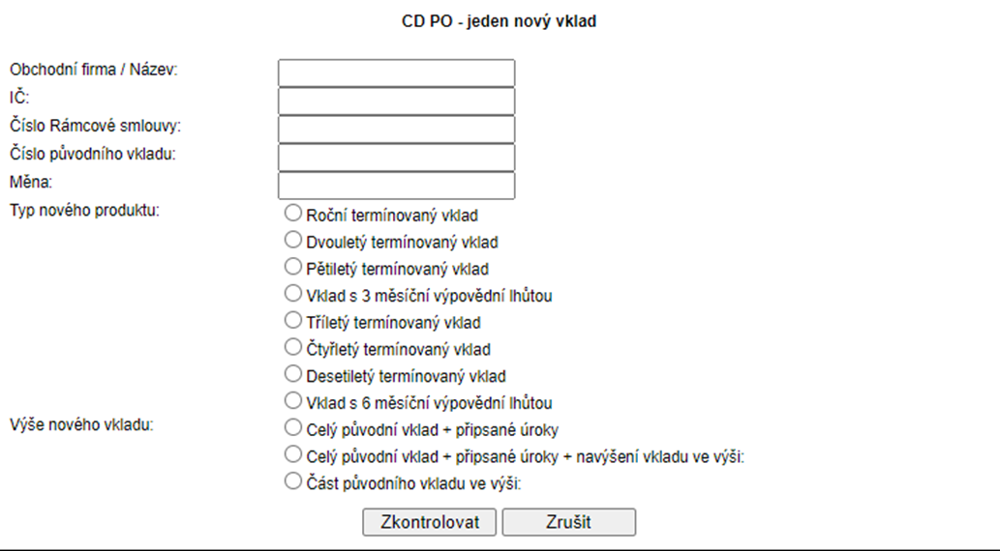 CD PO - jeden nový vklad
Obchodní firma / Název:
IČ:
Číslo Rámcové smlouvy:
Číslo původního vkladu:
Měna:
Typ nového produktu:
Roční termínovaný vklad
Dvouletý termínovaný vklad
Pětiletý termínovaný vklad
Vklad s 3 měsíční výpovědní lhůtou
Tříletý termínovaný vklad
Čtyřletý termínovaný vklad
Desetiletý termínovaný vklad
Vklad s 6 měsíční výpovědní lhůtou
Výše nového vkladu:
Celý původní vklad + připsané úroky
Celý původní vklad + připsané úroky + navýšení vkladu ve výši:
Část původního vkladu ve výši:
Zkontrolovat Zrušit